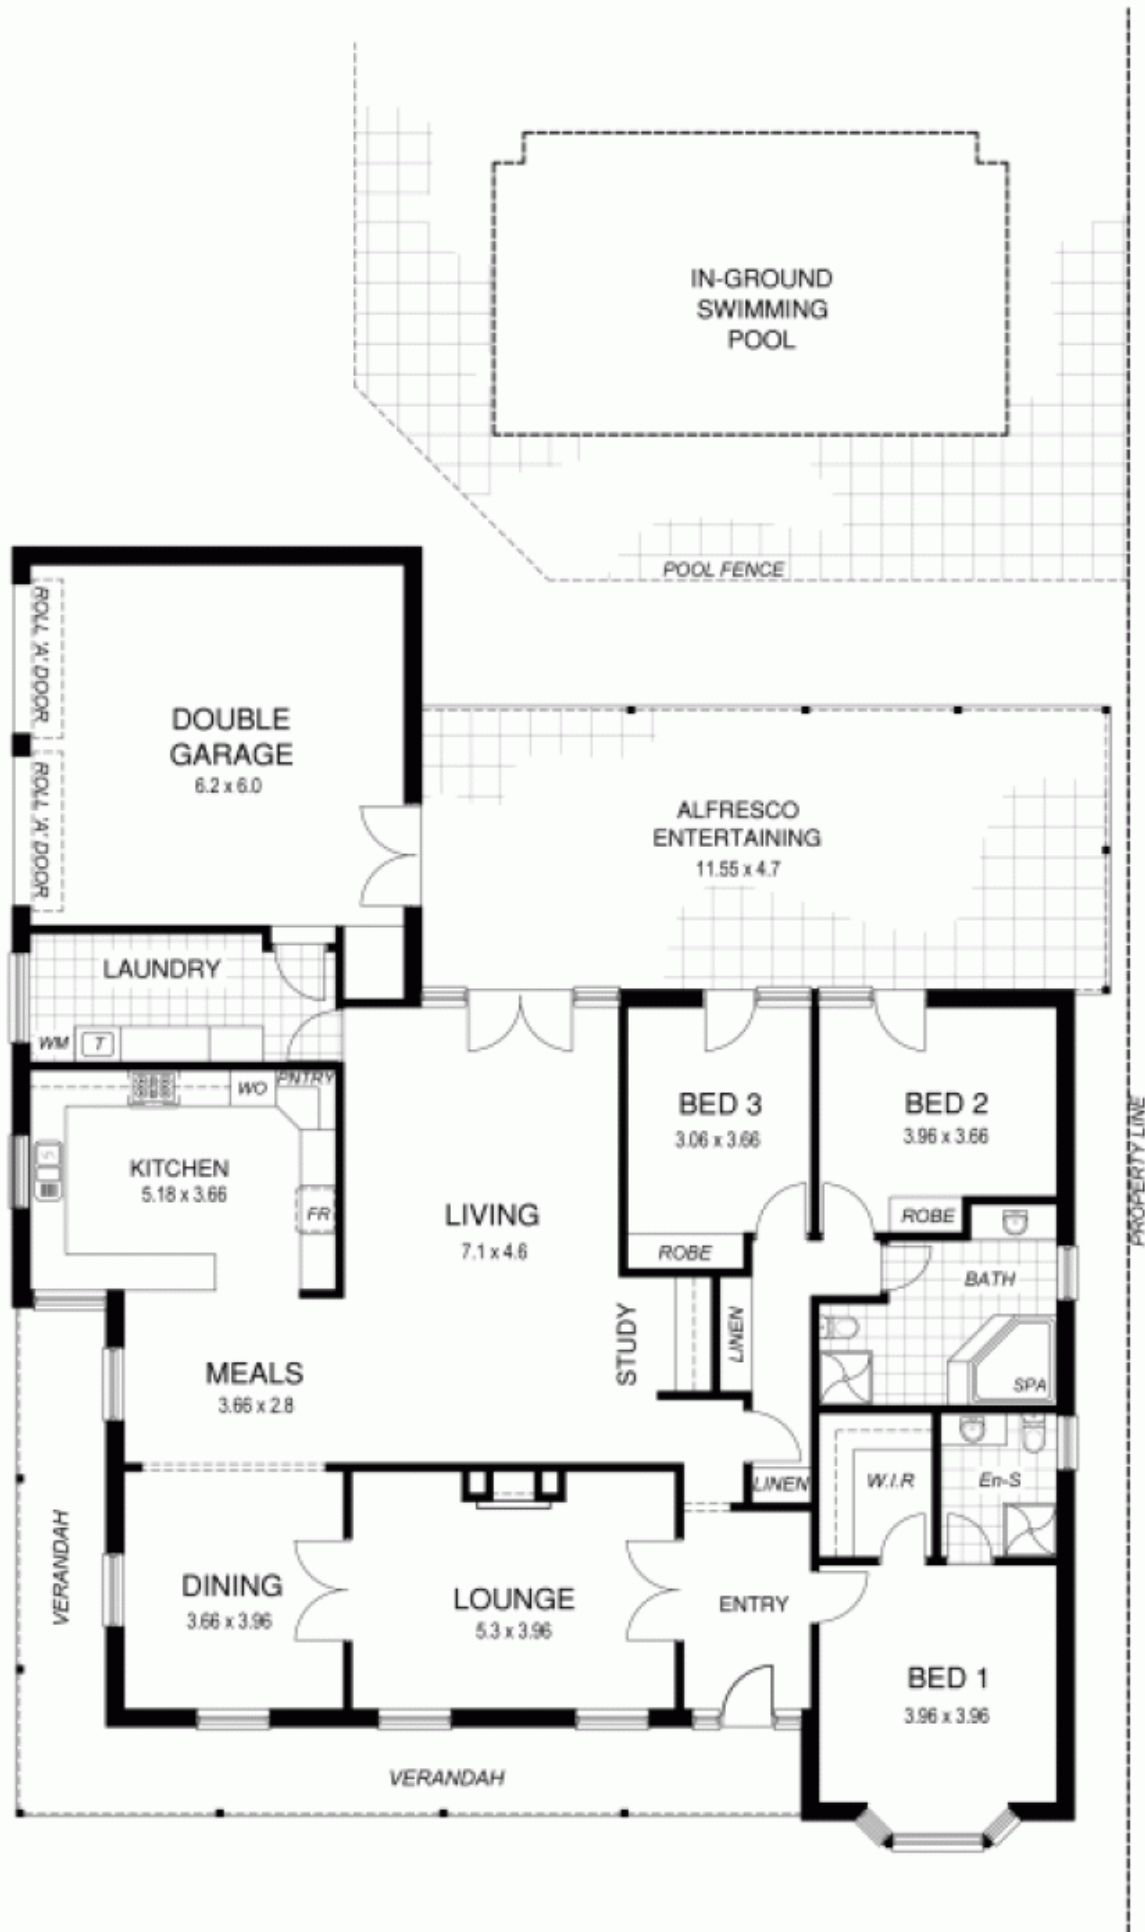 IN-GROUND
SWIMMING
POOL
POOL FENCE
ROLL 'A' DOOR
ROLL 'A' DOOR
DOUBLE
GARAGE
6.2 x 6.0
ALFRESCO
ENTERTAINING
11.55 x 4.7
LAUNDRY
WM
T
WO
PNTRY
KITCHEN
5.18 x 3.66
FR
LIVING
7.1 x 4.6
BED 3
3.06 x 3.66
BED 2
3.96 x 3.66
PROPERTY LINE
ROBE
ROBE
BATH
STUDY
LINEN
SPA
MEALS
3.66 x 2.8
LINEN
W.I.R
En-S
VERANDAH
DINING
3.66 x 3.96
LOUNGE
5.3 x 3.96
ENTRY
BED 1
3.96 x 3.96
VERANDAH